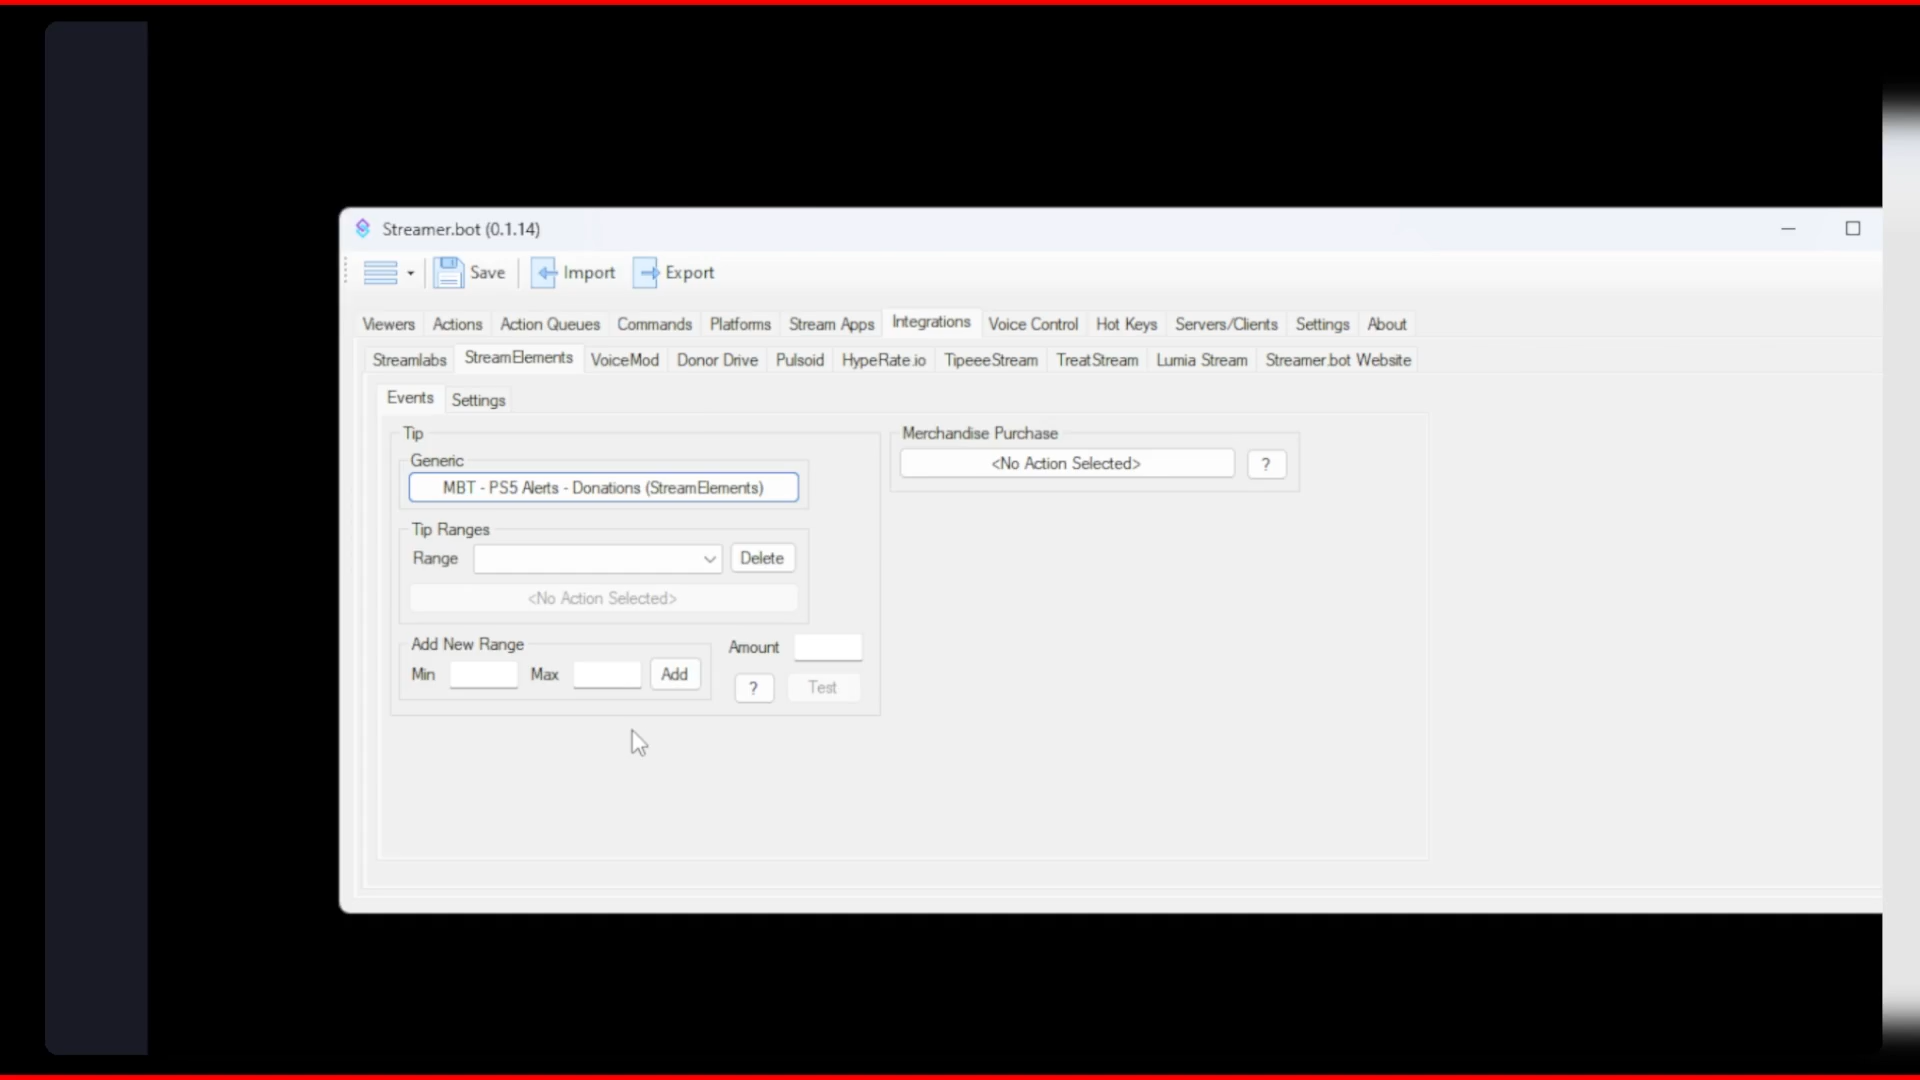 Streamer.bot (0.1.14)
Save Import Export
Viewers Actions Action Queues Commands Platforms Stream Apps Integrations Voice Control Hot Keys Servers/Clients Settings About
Streamlabs StreamElements VoiceMod Donor Drive Pulsoid HypeRate.io TipeeeStream TreatStream Lumia Stream Streamer.bot Website
Events Settings
Tip
Generic
MBT - PS5 Alerts - Donations (StreamElements)
Tip Ranges
Range Delete
<No Action Selected>
Add New Range
Min Max Add
Amount
? Test
Merchandise Purchase
<No Action Selected> ?